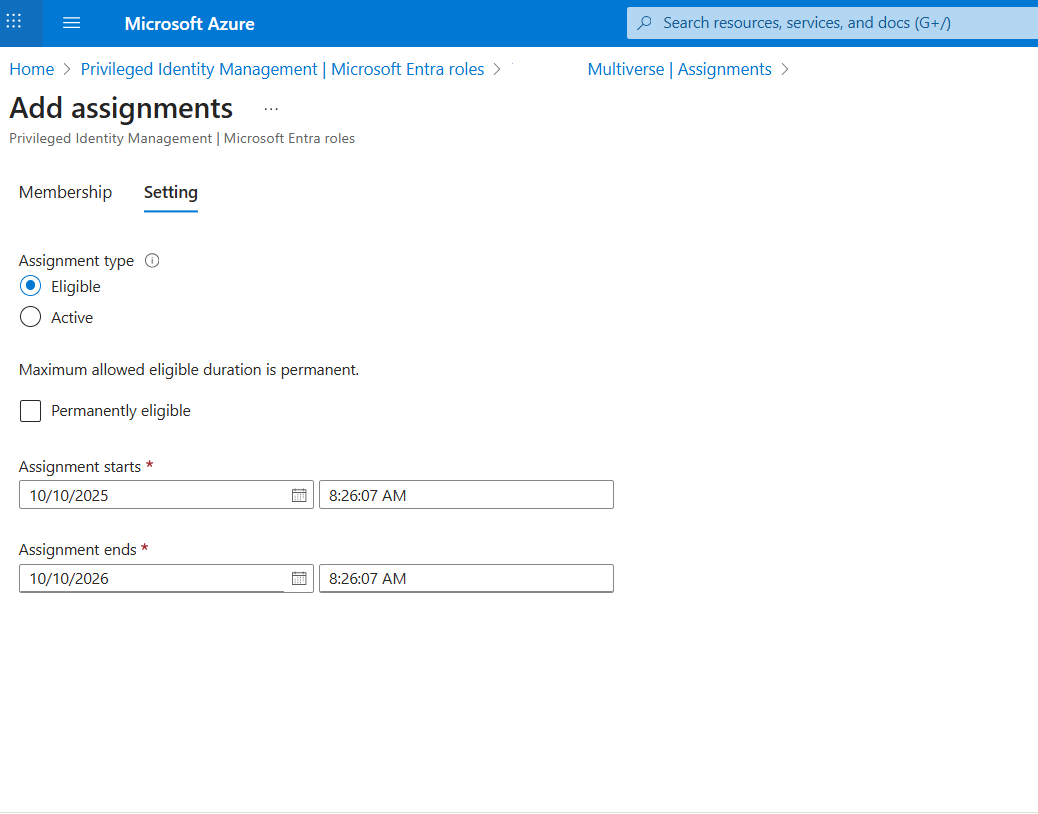 Microsoft Azure
Search resources, services, and docs (G+/)
Home > Privileged Identity Management | Microsoft Entra roles > Multiverse | Assignments >
Add assignments ...
Privileged Identity Management | Microsoft Entra roles
Membership Setting
Assignment type
Eligible
Active
Maximum allowed eligible duration is permanent.
Permanently eligible
Assignment starts *
10/10/2025 8:26:07 AM
Assignment ends *
10/10/2026 8:26:07 AM